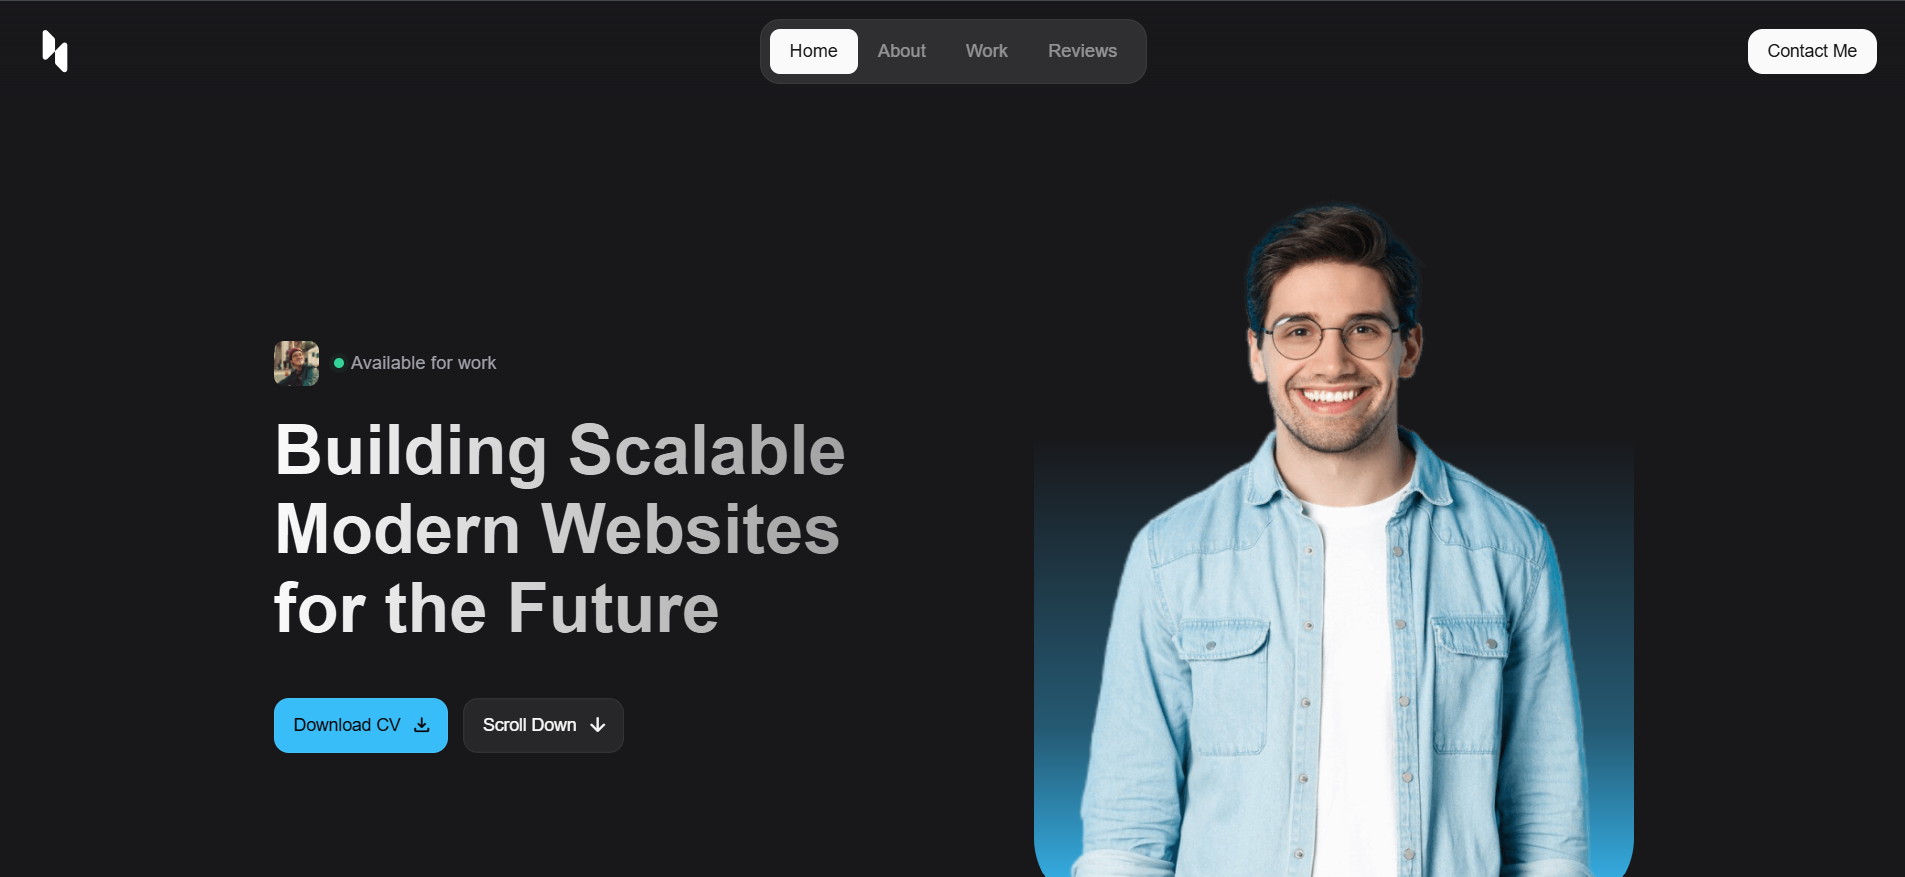 Home
About
Work
Reviews
Contact Me
Available for work
Building Scalable
Modern Websites
for the Future
Download CV
Scroll Down